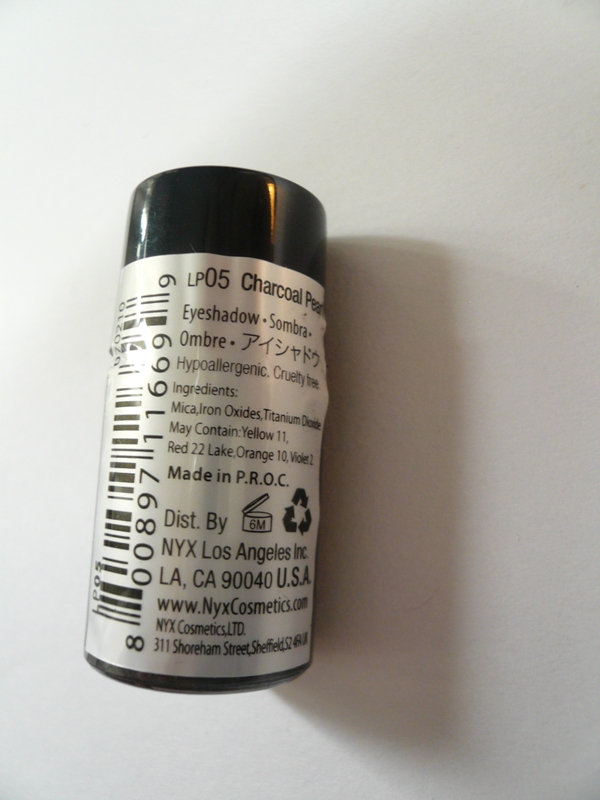 LP05 Charcoal Pearl
Eyeshadow • Sombra •
Ombre • アイシャドウ
Hypoallergenic. Cruelty free.
Ingredients:
Mica,Iron Oxides,Titanium Dioxide
May Contain:Yellow 11,
Red 22 Lake,Orange 10, Violet 2
Made in P.R.O.C.
6M
Dist. By
NYX Los Angeles Inc.
LA, CA 90040 U.S.A.
www.NyxCosmetics.com
NYX Cosmetics,LTD.
311 Shoreham Street,Sheffield,S2 4FA UK
LP05
8 00897 11669 9